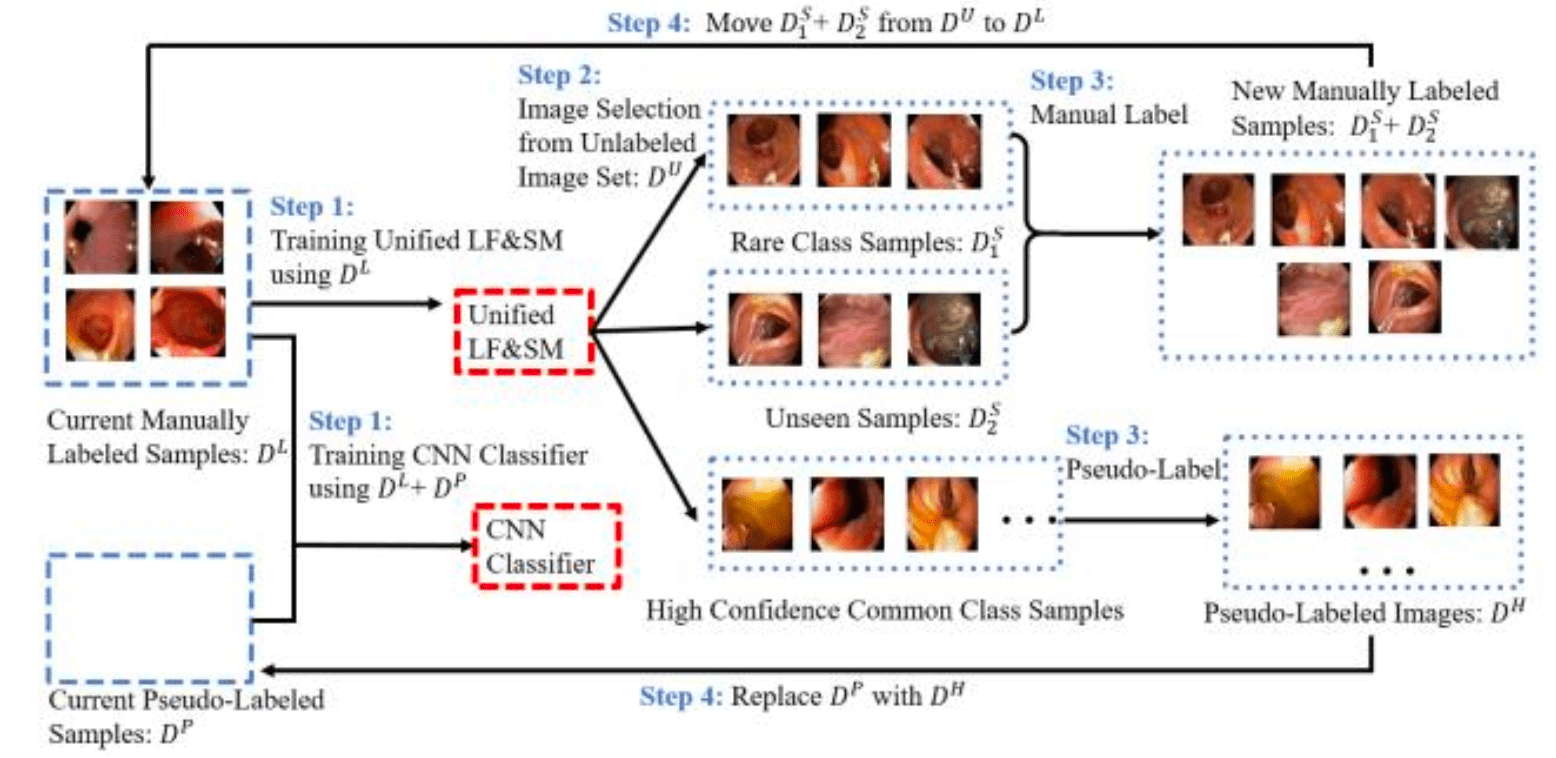 Step 4: Move $D_1^S$+ $D_2^S$ from $D^U$ to $D^L$
Step 2:
Image Selection
from Unlabeled
Image Set: $D^U$
Step 3:
Manual Label
New Manually Labeled
Samples: $D_1^S$+ $D_2^S$
Step 1:
Training Unified LF&SM
using $D^L$
Rare Class Samples: $D_1^S$
Unified
LF&SM
Current Manually
Labeled Samples: $D^L$
Step 1:
Training CNN Classifier
using $D^L$+ $D^P$
Unseen Samples: $D_2^S$
Step 3:
Pseudo-Label
CNN
Classifier
...
...
High Confidence Common Class Samples
Pseudo-Labeled Images: $D^H$
Current Pseudo-Labeled
Samples: $D^P$
Step 4: Replace $D^P$ with $D^H$